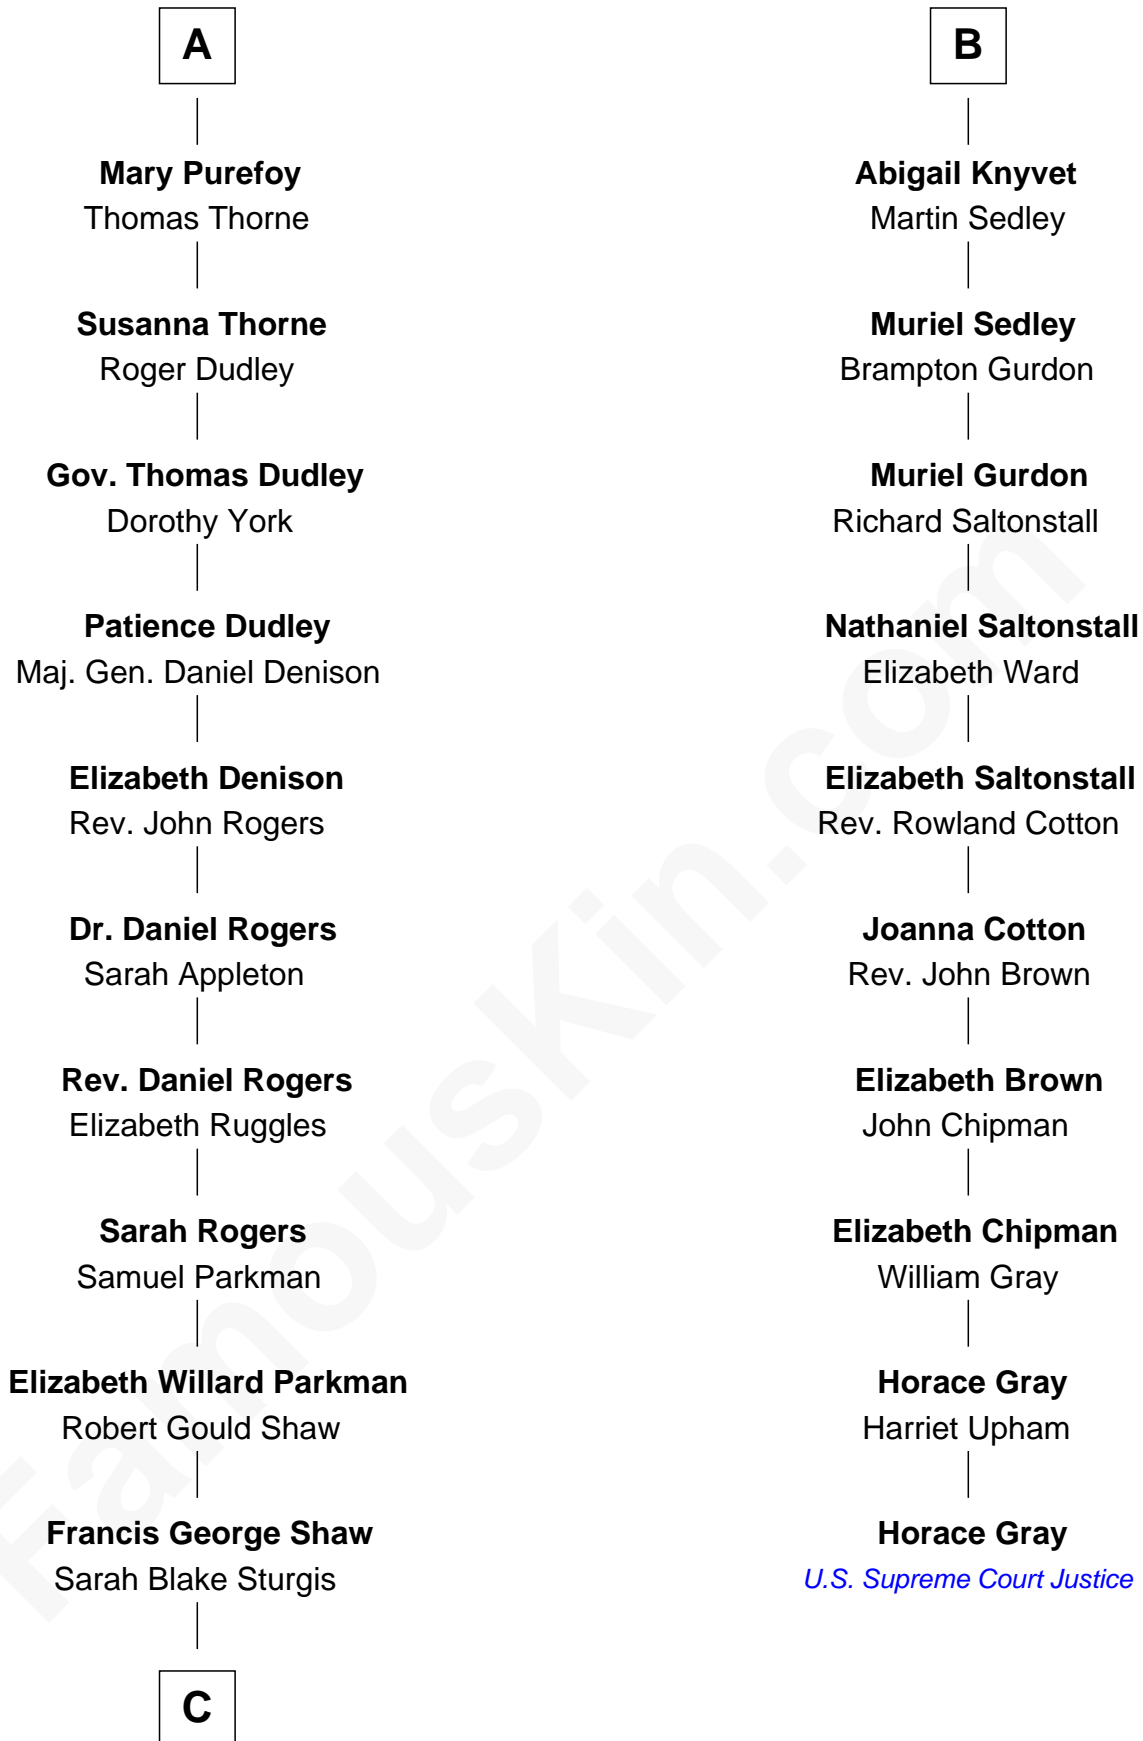 A
Mary Purefoy
Thomas Thorne
Susanna Thorne
Roger Dudley
Gov. Thomas Dudley
Dorothy York
Patience Dudley
Maj. Gen. Daniel Denison
Elizabeth Denison
Rev. John Rogers
Dr. Daniel Rogers
Sarah Appleton
Rev. Daniel Rogers
Elizabeth Ruggles
Sarah Rogers
Samuel Parkman
Elizabeth Willard Parkman
Robert Gould Shaw
Francis George Shaw
Sarah Blake Sturgis
C
B
Abigail Knyvet
Martin Sedley
Muriel Sedley
Brampton Gurdon
Muriel Gurdon
Richard Saltonstall
Nathaniel Saltonstall
Elizabeth Ward
Elizabeth Saltonstall
Rev. Rowland Cotton
Joanna Cotton
Rev. John Brown
Elizabeth Brown
John Chipman
Elizabeth Chipman
William Gray
Horace Gray
Harriet Upham
Horace Gray
U.S. Supreme Court Justice
FamousKin.com